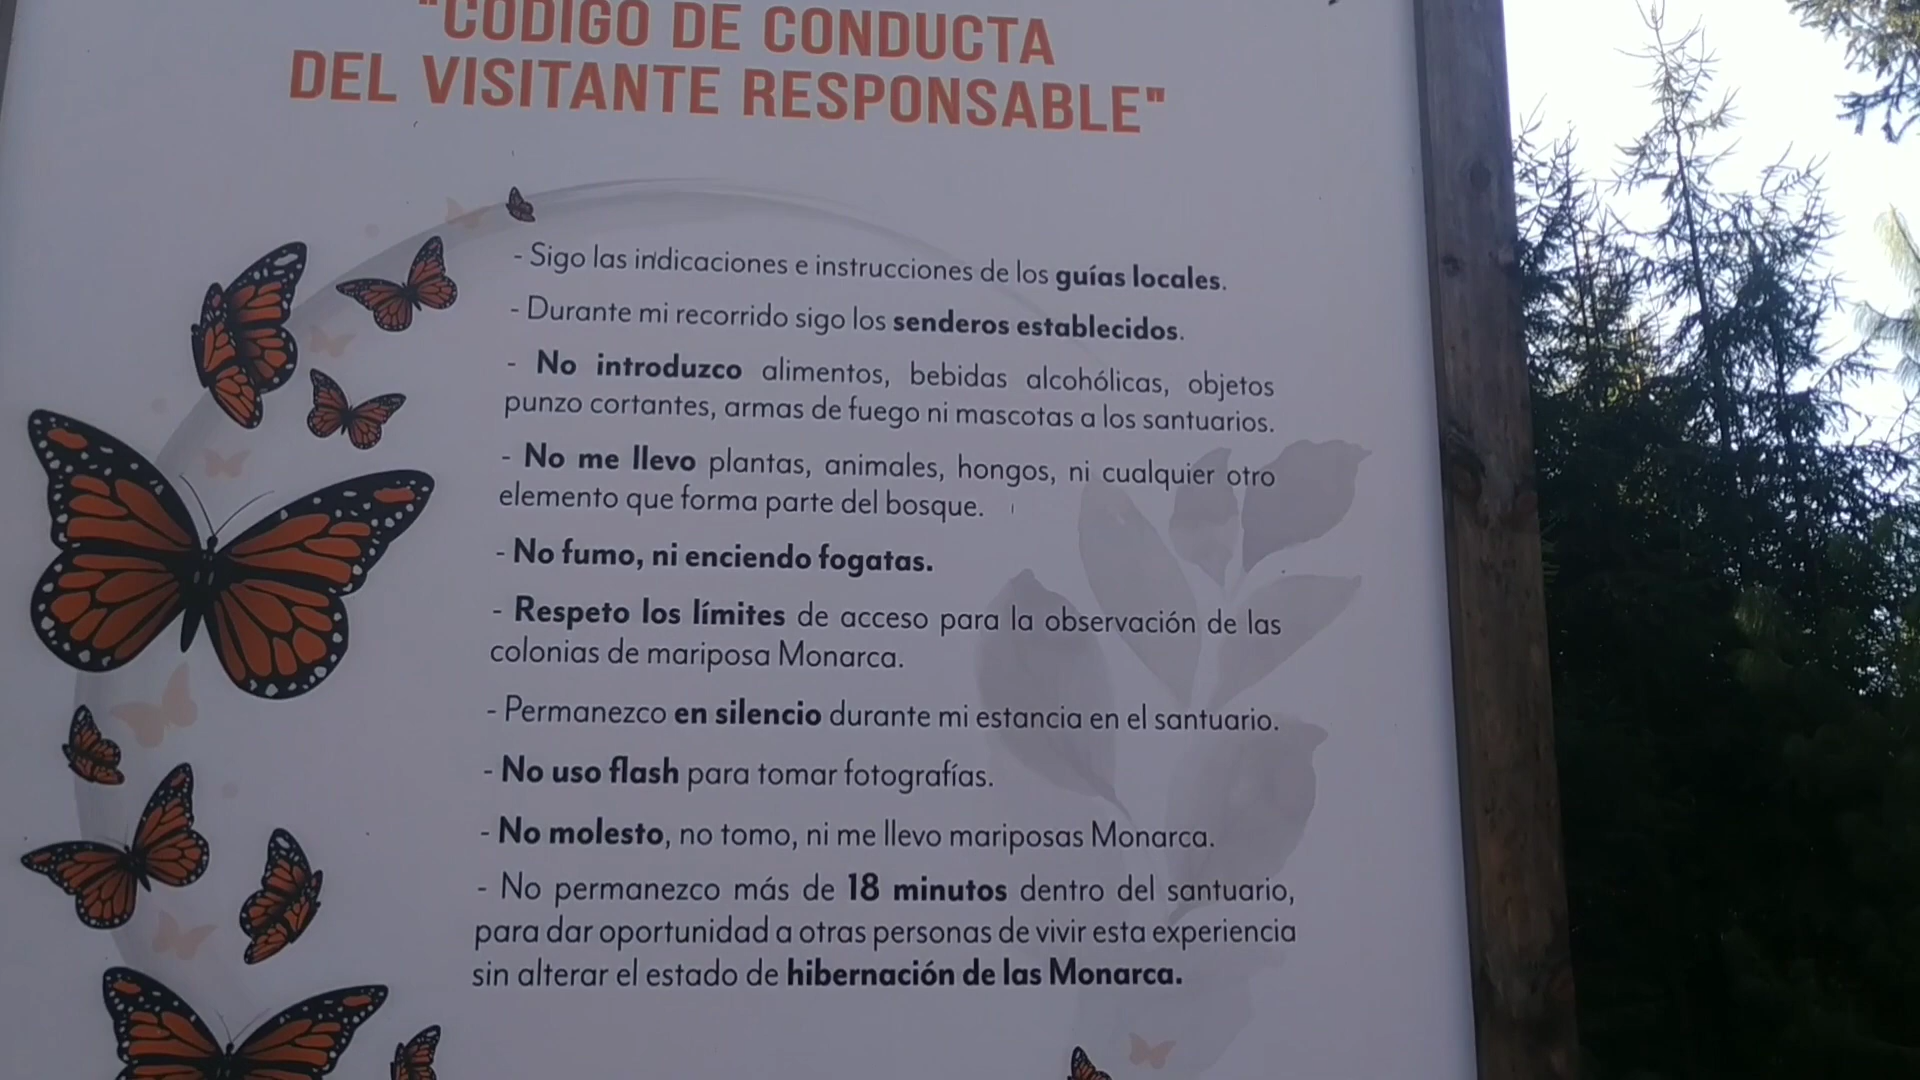 "CÓDIGO DE CONDUCTA
DEL VISITANTE RESPONSABLE"
- Sigo las indicaciones e instrucciones de los guías locales.
- Durante mi recorrido sigo los senderos establecidos.
- No introduzco alimentos, bebidas alcohólicas, objetos
punzo cortantes, armas de fuego ni mascotas a los santuarios.
- No me llevo plantas, animales, hongos, ni cualquier otro
elemento que forma parte del bosque.
- No fumo, ni enciendo fogatas.
- Respeto los límites de acceso para la observación de las
colonias de mariposa Monarca.
- Permanezco en silencio durante mi estancia en el santuario.
- No uso flash para tomar fotografías.
- No molesto, no tomo, ni me llevo mariposas Monarca.
- No permanezco más de 18 minutos dentro del santuario,
para dar oportunidad a otras personas de vivir esta experiencia
sin alterar el estado de hibernación de las Monarca.